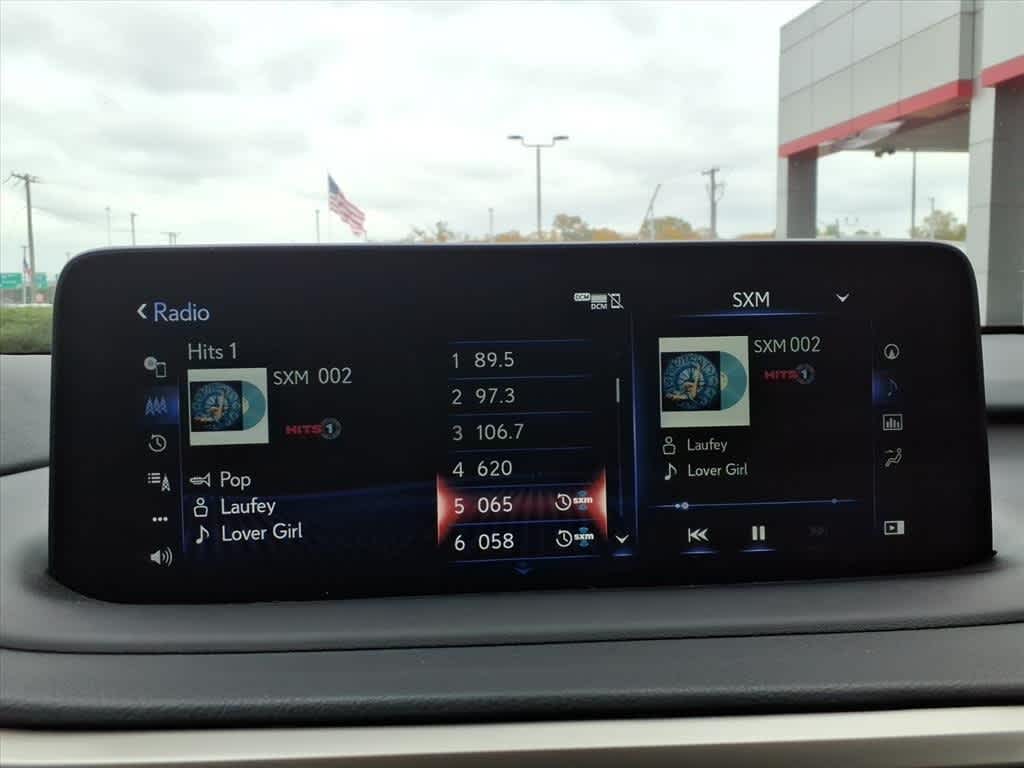 Radio
DCM
DCM
SXM
Hits 1
SXM 002
HITS 1
Pop
Laufey
Lover Girl
1 89.5
2 97.3
3 106.7
4 620
5 065 sxm
6 058 sxm
SXM 002
HITS 1
Laufey
Lover Girl